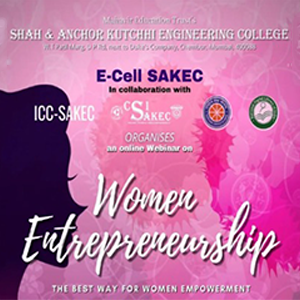 Mahavir Education Trust's
SHAH & ANCHOR KUTCHHI ENGINEERING COLLEGE
E-Cell SAKEC
In collaboration with
ICC-SAKEC
CSI
SAKEC
ORGANiSES
an online Webinar on
Women
Entrepreneurship
THE BEST WAY FOR WOMEN EMPOWERMENT